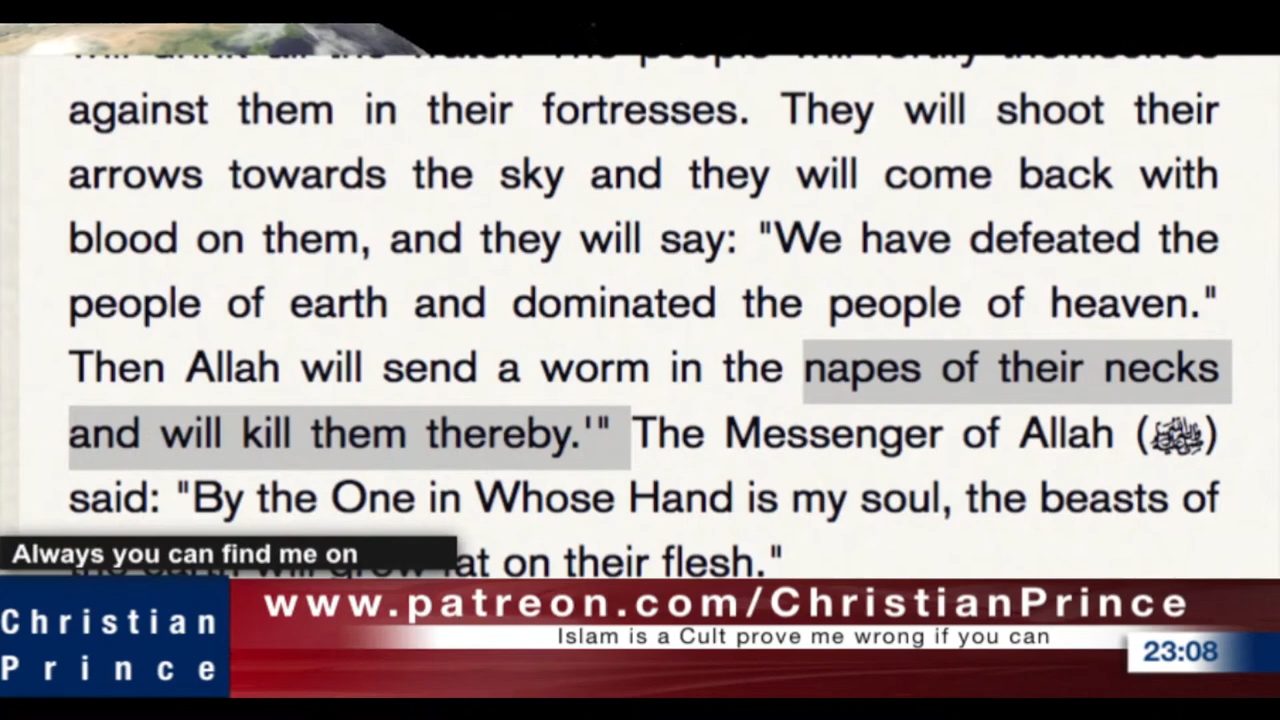 against them in their fortresses. They will shoot their
arrows towards the sky and they will come back with
blood on them, and they will say: "We have defeated the
people of earth and dominated the people of heaven."
Then Allah will send a worm in the napes of their necks
and will kill them thereby.'" The Messenger of Allah (ﷺ)
said: "By the One in Whose Hand is my soul, the beasts of
on their flesh."
Always you can find me on
www.patreon.com/ChristianPrince
Islam is a Cult prove me wrong if you can
Christian
Prince
23:08